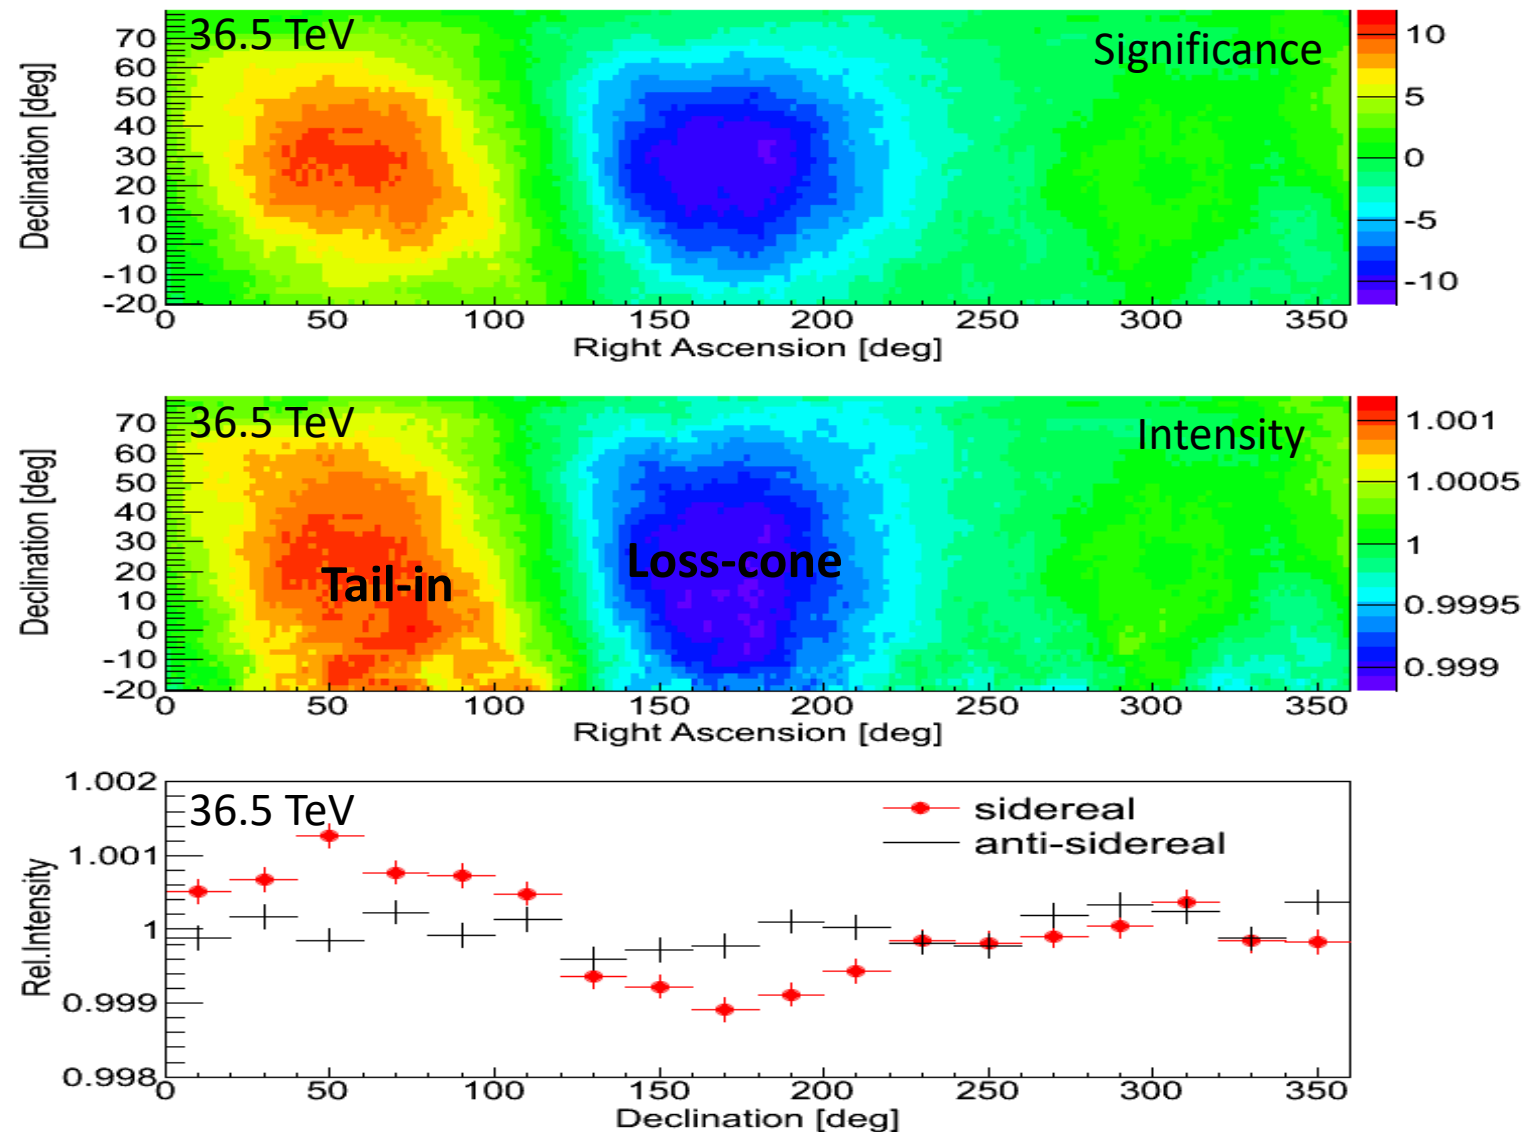 36.5 TeV
Significance
Declination [deg]
70
60
50
40
30
20
10
0
-10
-20
0 50 100 150 200 250 300 350
Right Ascension [deg]
10
5
0
-5
-10
36.5 TeV
Intensity
Declination [deg]
70
60
50
40
30
20
10
0
-10
-20
Tail-in
Loss-cone
0 50 100 150 200 250 300 350
Right Ascension [deg]
1.001
1.0005
1
0.9995
0.999
36.5 TeV
Rel.Intensity
1.002
1.001
1
0.999
0.998
sidereal
anti-sidereal
0 50 100 150 200 250 300 350
Declination [deg]